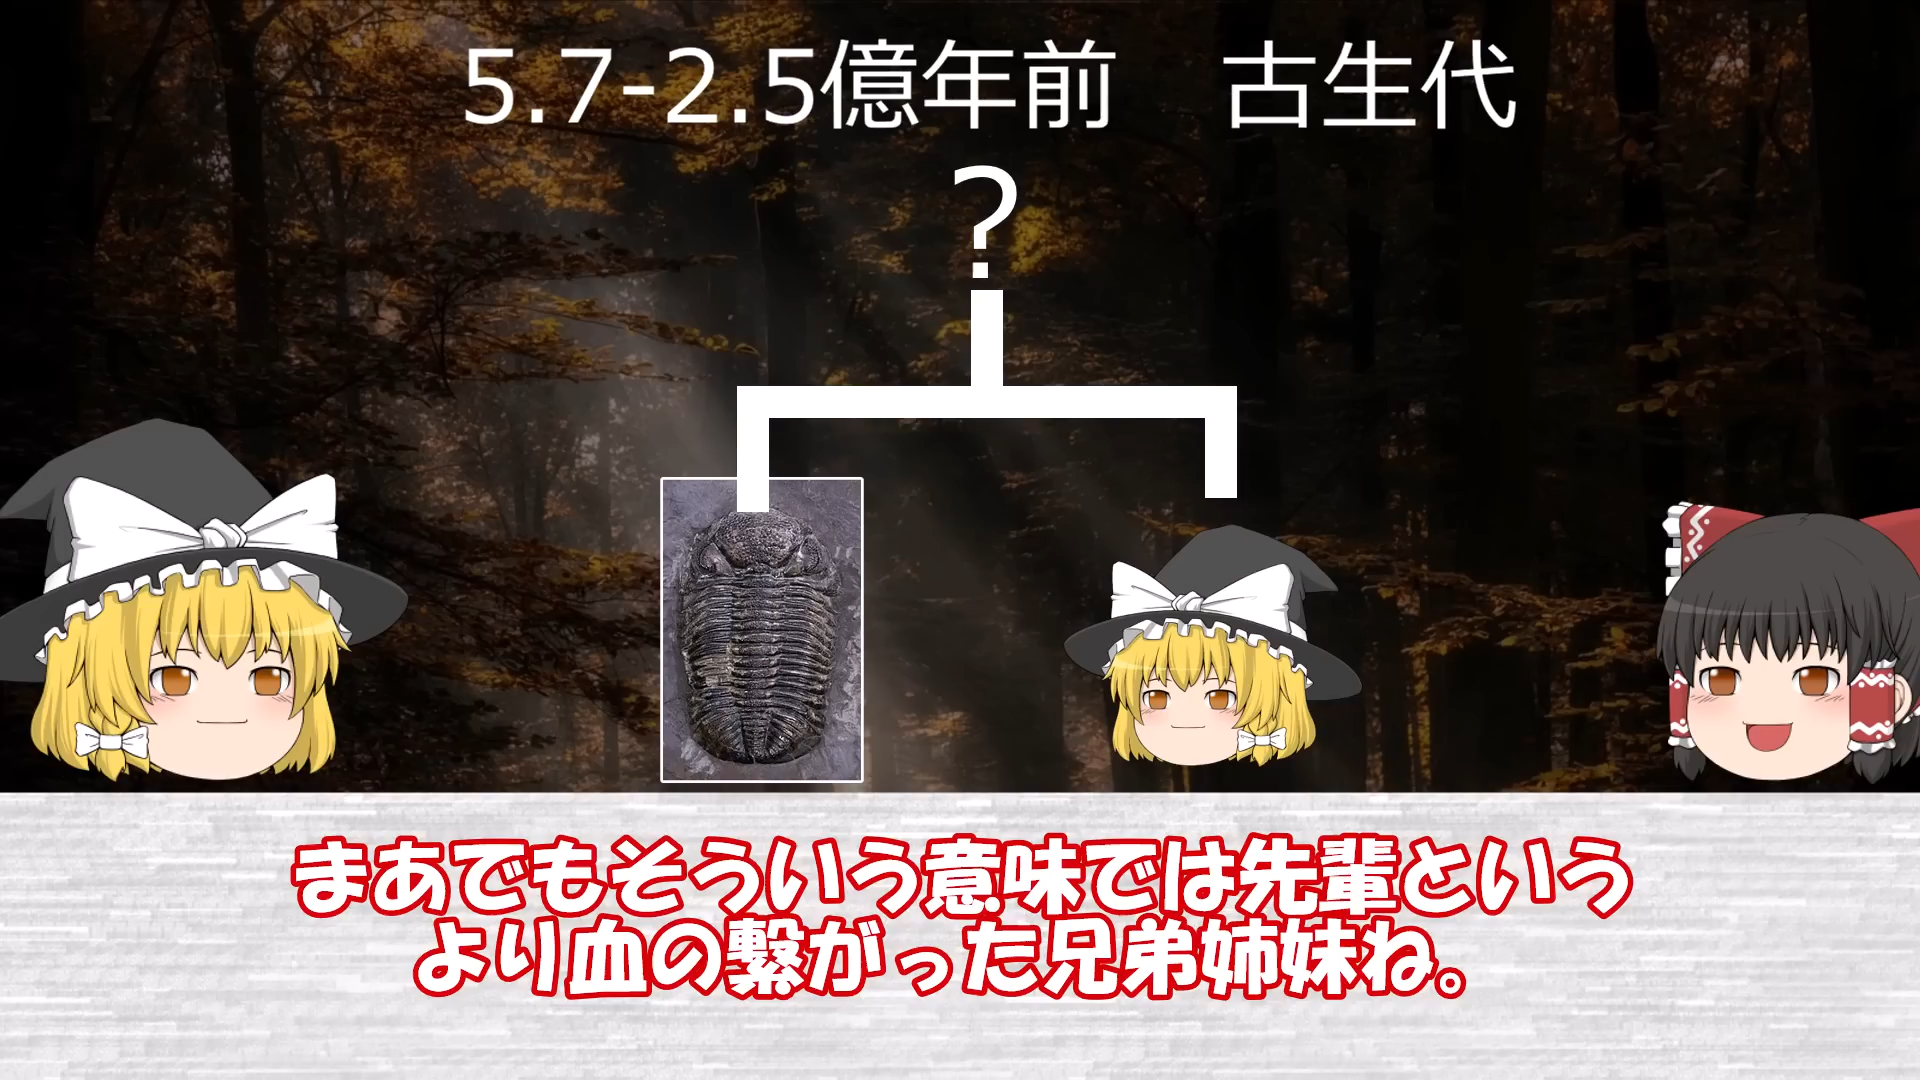 5.7-2.5億年前　古生代
?
まあでもそういう意味では先輩という
より血の繋がった兄弟姉妹ね。